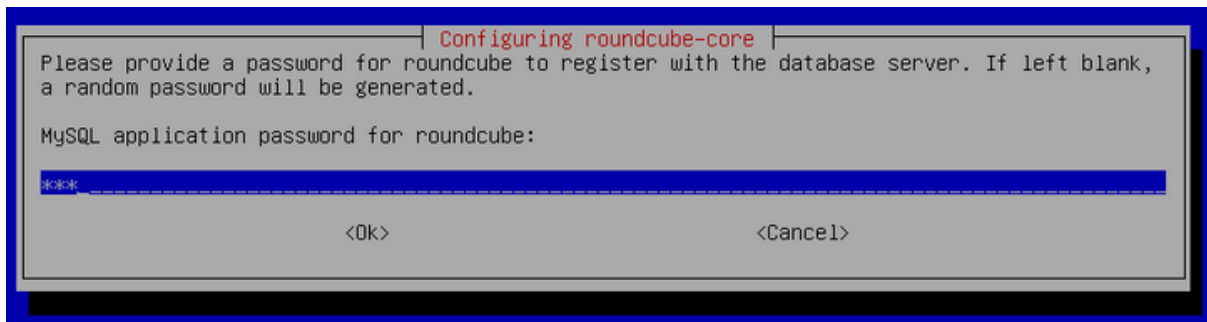 Configuring roundcube-core
Please provide a password for roundcube to register with the database server. If left blank,
a random password will be generated.
MySQL application password for roundcube:
***_
<Ok> <Cancel>